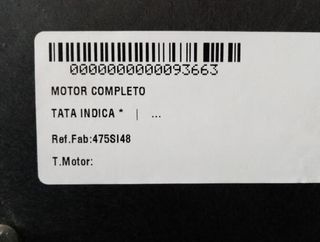 0000000000093663
MOTOR COMPLETO
TATA INDICA * | ...
Ref.Fab:475SI48
T.Motor: